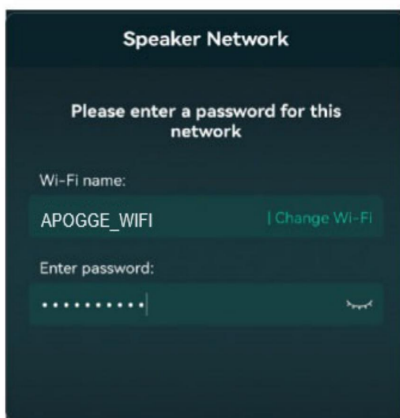 Speaker Network
Please enter a password for this
network
Wi-Fi name:
APOGGE_WIFI
| Change Wi-Fi
Enter password:
••••••••••